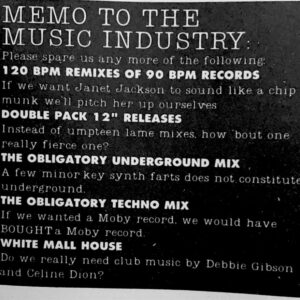 MEMO TO THE
MUSIC INDUSTRY:
Please spare us any more of the following:
120 BPM REMIXES OF 90 BPM RECORDS
If we want Janet Jackson to sound like a chip
munk we'll pitch her up ourselves
DOUBLE PACK 12" RELEASES
Instead of umpteen lame mixes, how 'bout one
really fierce one?
THE OBLIGATORY UNDERGROUND MIX
A few minor key synth farts does not constitute
underground.
THE OBLIGATORY TECHNO MIX
If we wanted a Moby record, we would have
BOUGHT a Moby record.
WHITE MALL HOUSE
Do we really need club music by Debbie Gibson
and Celine Dion?